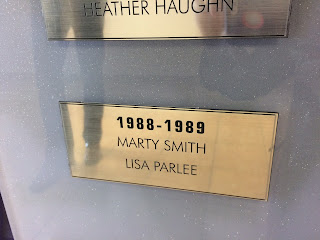 HEATHER HAUGHN
1988-1989
MARTY SMITH
LISA PARLEE